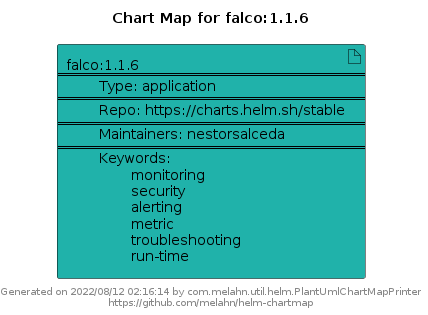 Chart Map for falco:1.1.6
falco:1.1.6
Type: application
Repo: https://charts.helm.sh/stable
Maintainers: nestorsalceda
Keywords:
monitoring
security
alerting
metric
troubleshooting
run-time
Generated on 2022/08/12 02:16:14 by com.melahn.util.helm.PlantUmlChartMapPrinter
https://github.com/melahn/helm-chartmap